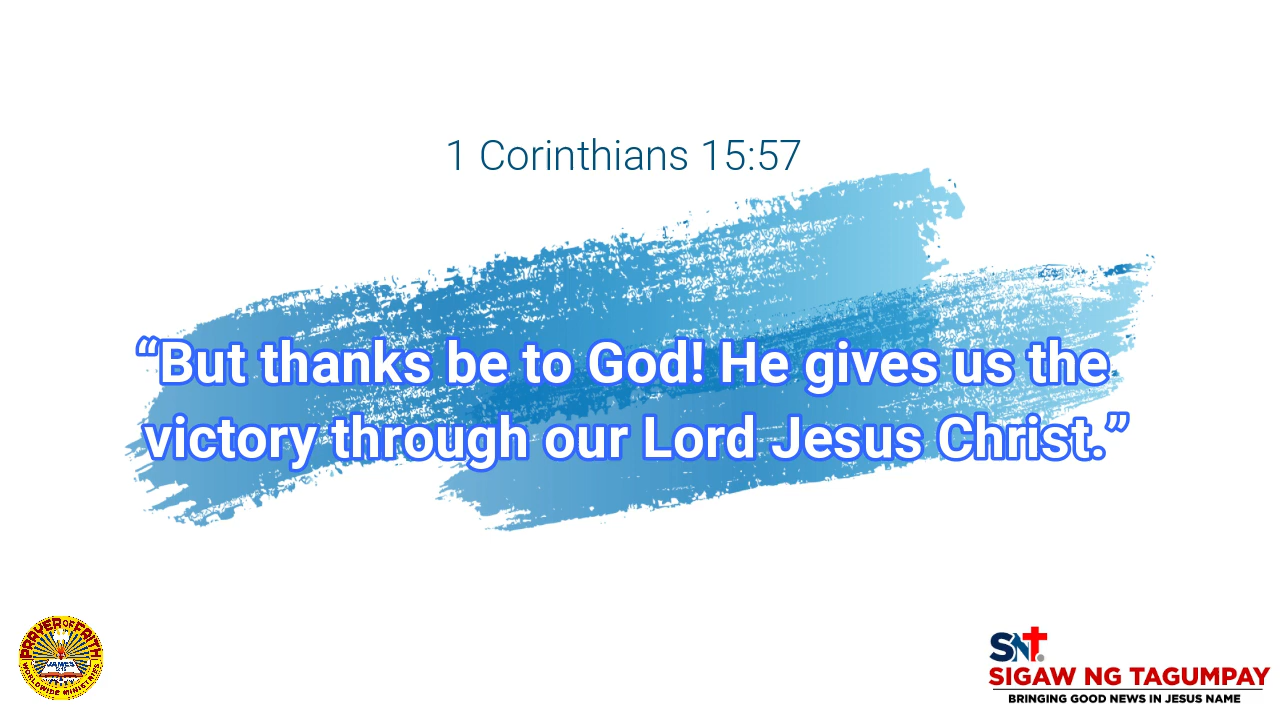 1 Corinthians 15:57
“But thanks be to God! He gives us the
victory through our Lord Jesus Christ.”
PRAYER OF FAITH
JAMES
WORLDWIDE MINISTRIES
SNt.
SIGAW NG TAGUMPAY
BRINGING GOOD NEWS IN JESUS NAME